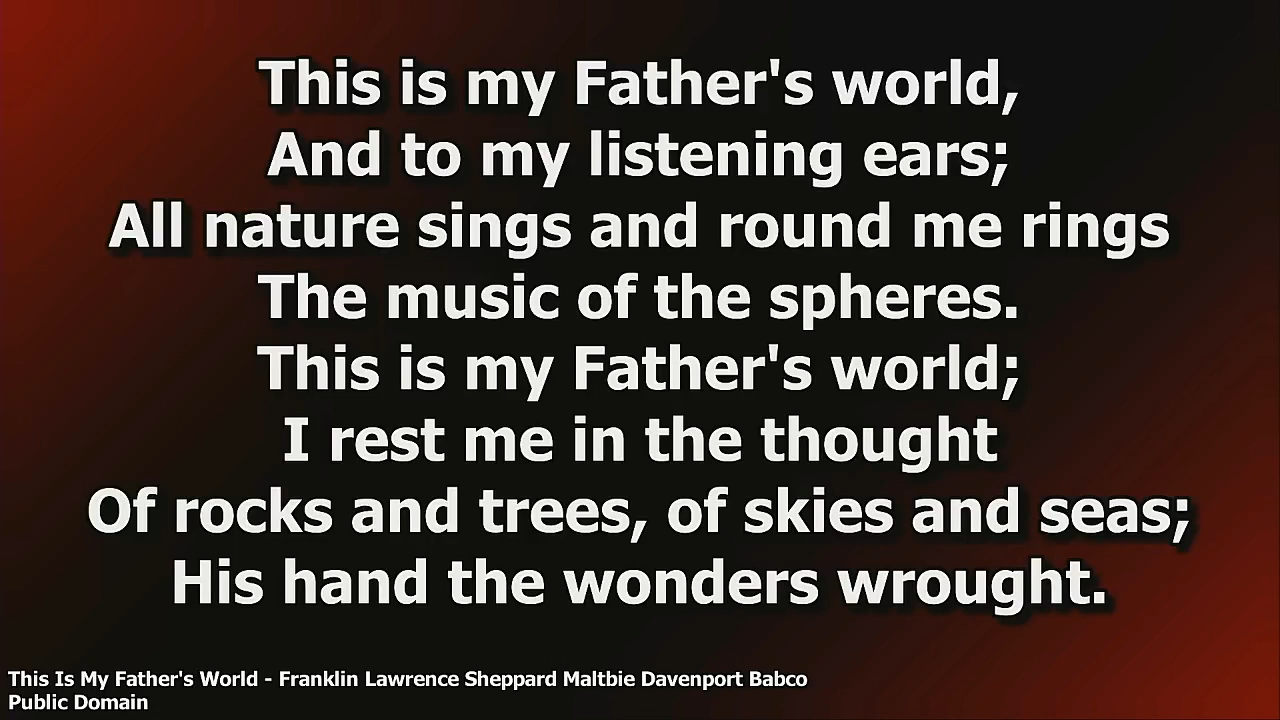 This is my Father's world,
And to my listening ears;
All nature sings and round me rings
The music of the spheres.
This is my Father's world;
I rest me in the thought
Of rocks and trees, of skies and seas;
His hand the wonders wrought.
This Is My Father's World - Franklin Lawrence Sheppard Maltbie Davenport Babco
Public Domain